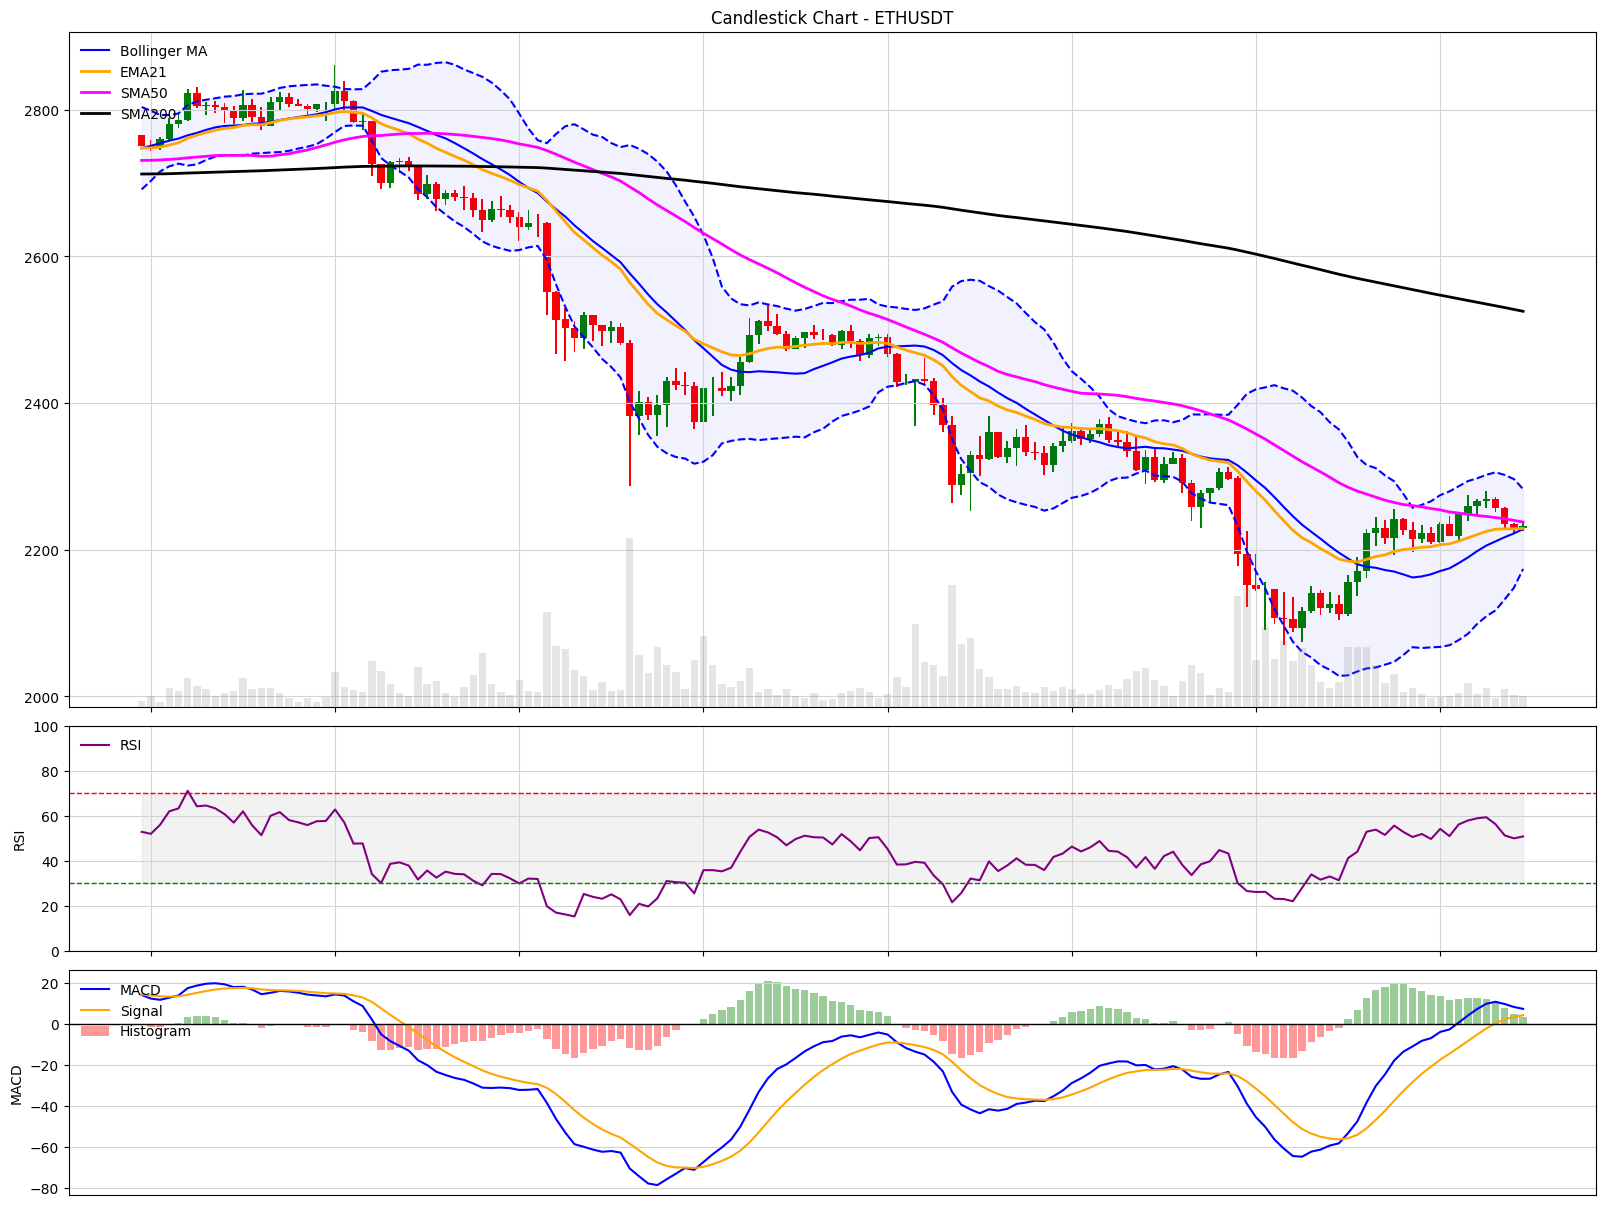 Candlestick Chart - ETHUSDT
Bollinger MA
EMA21
SMA50
SMA200
2800
2600
2400
2200
2000
RSI
RSI
100
80
60
40
20
0
MACD
Signal
Histogram
MACD
20
0
−20
−40
−60
−80